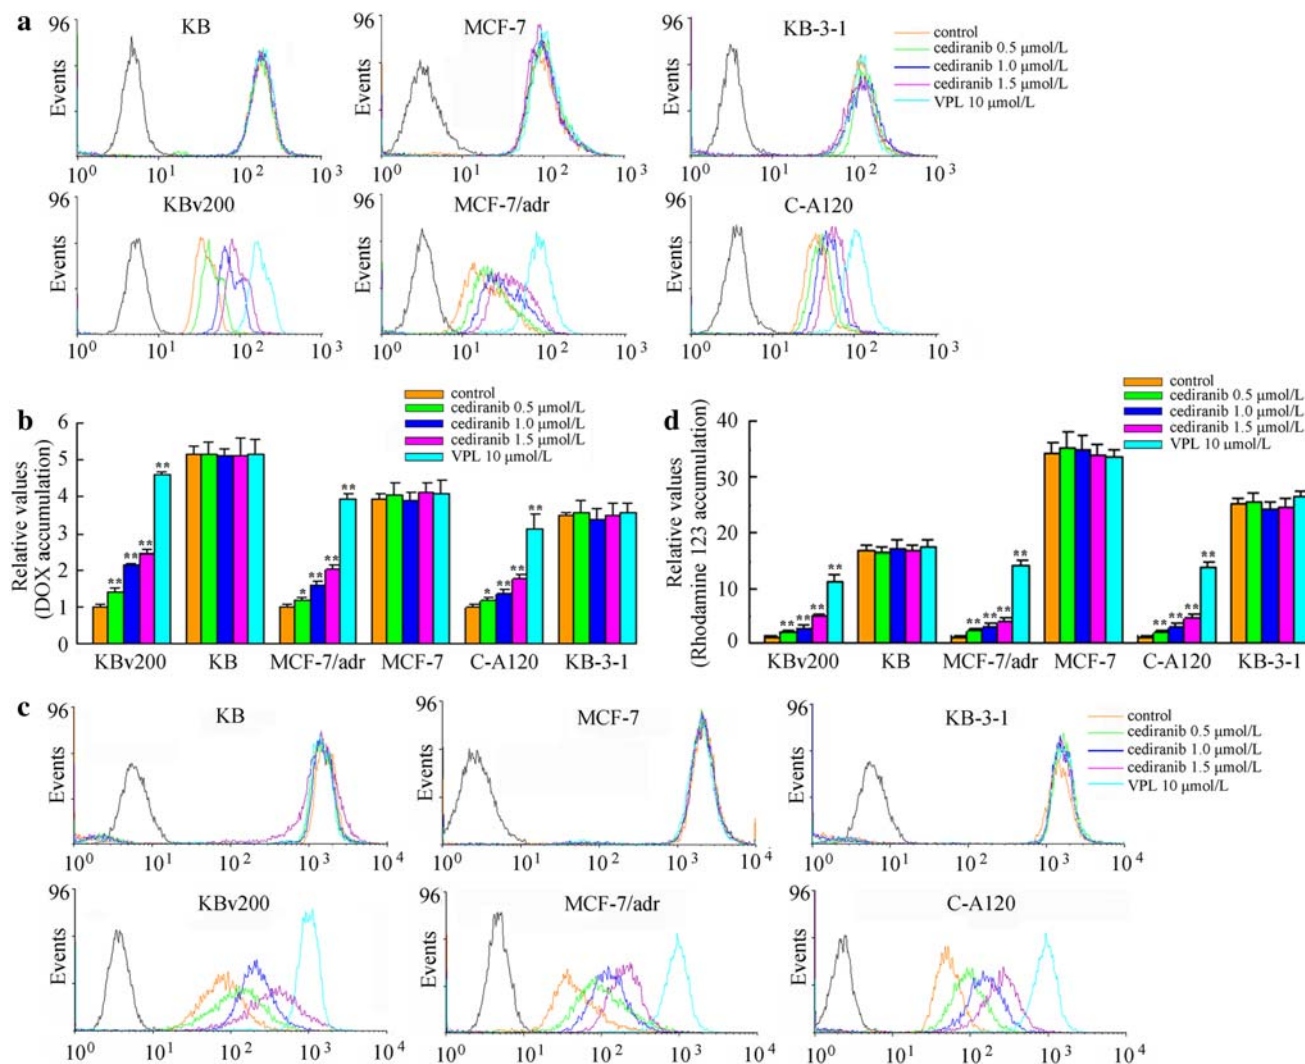 a
KB
MCF-7
KB-3-1
96
96
96
Events
Events
Events
control
cediranib 0.5 μmol/L
cediranib 1.0 μmol/L
cediranib 1.5 μmol/L
VPL 10 μmol/L
10^0 10^1 10^2 10^3
10^0 10^1 10^2 10^3
10^0 10^1 10^2 10^3
KBv200
MCF-7/adr
C-A120
96
96
96
Events
Events
Events
10^0 10^1 10^2 10^3
10^0 10^1 10^2 10^3
10^0 10^1 10^2 10^3
b
control
cediranib 0.5 μmol/L
cediranib 1.0 μmol/L
cediranib 1.5 μmol/L
VPL 10 μmol/L
Relative values
(DOX accumulation)
6
5
4
3
2
1
0
** ** ** **
* ** ** **
* ** ** **
KBv200 KB MCF-7/adr MCF-7 C-A120 KB-3-1
d
control
cediranib 0.5 μmol/L
cediranib 1.0 μmol/L
cediranib 1.5 μmol/L
VPL 10 μmol/L
Relative values
(Rhodamine 123 accumulation)
40
30
20
10
0
** ** ** **
** ** ** **
** ** ** **
KBv200 KB MCF-7/adr MCF-7 C-A120 KB-3-1
c
KB
MCF-7
KB-3-1
96
96
96
Events
Events
Events
control
cediranib 0.5 μmol/L
cediranib 1.0 μmol/L
cediranib 1.5 μmol/L
VPL 10 μmol/L
10^0 10^1 10^2 10^3 10^4
10^0 10^1 10^2 10^3 10^4
10^0 10^1 10^2 10^3 10^4
KBv200
MCF-7/adr
C-A120
96
96
96
Events
Events
Events
10^0 10^1 10^2 10^3 10^4
10^0 10^1 10^2 10^3 10^4
10^0 10^1 10^2 10^3 10^4